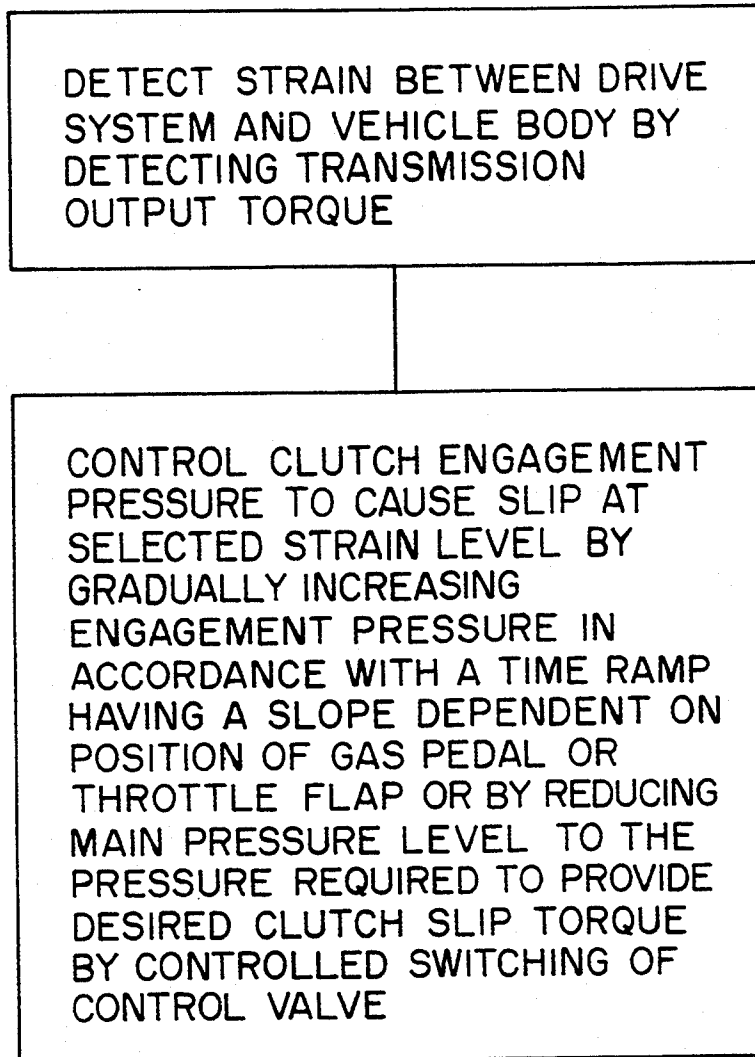 DETECT STRAIN BETWEEN DRIVE
SYSTEM AND VEHICLE BODY BY
DETECTING TRANSMISSION
OUTPUT TORQUE
CONTROL CLUTCH ENGAGEMENT
PRESSURE TO CAUSE SLIP AT
SELECTED STRAIN LEVEL BY
GRADUALLY INCREASING
ENGAGEMENT PRESSURE IN
ACCORDANCE WITH A TIME RAMP
HAVING A SLOPE DEPENDENT ON
POSITION OF GAS PEDAL OR
THROTTLE FLAP OR BY REDUCING
MAIN PRESSURE LEVEL TO THE
PRESSURE REQUIRED TO PROVIDE
DESIRED CLUTCH SLIP TORQUE
BY CONTROLLED SWITCHING OF
CONTROL VALVE